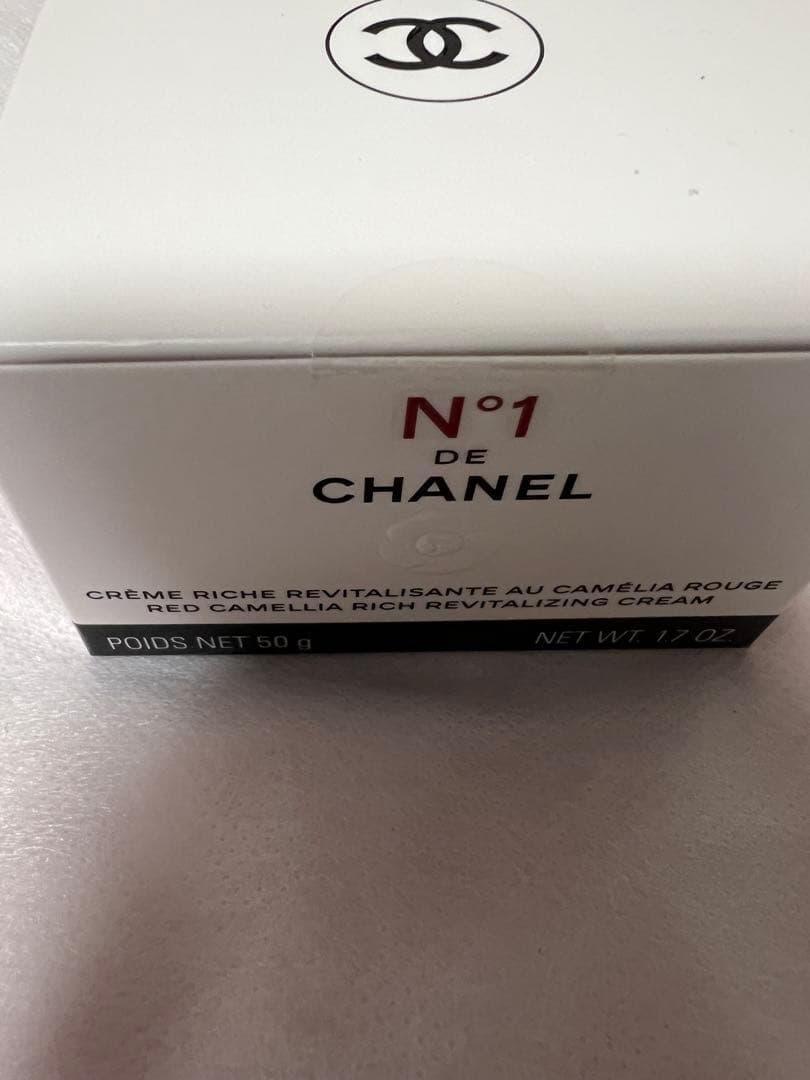 N°1
DE
CHANEL
CRÈME RICHE REVITALISANTE AU CAMÉLIA ROUGE
RED CAMELLIA RICH REVITALIZING CREAM
POIDS NET 50 g NET WT. 1.7 OZ.